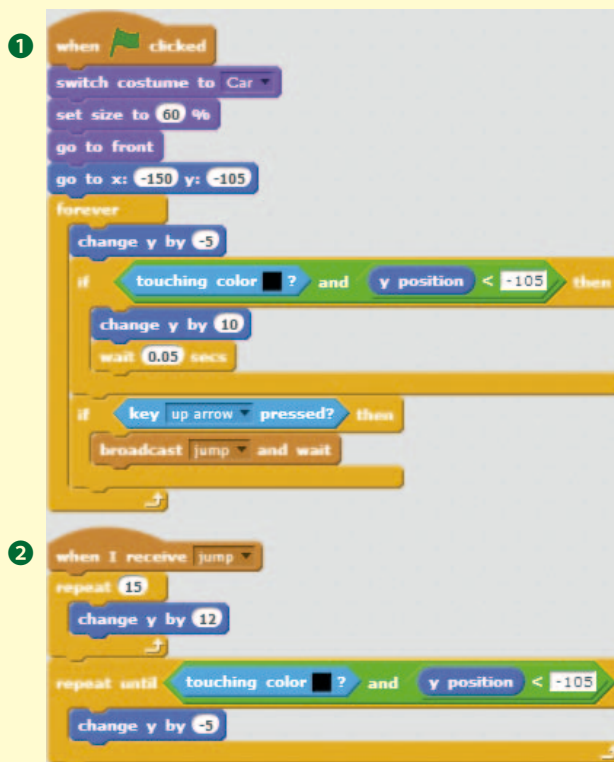 1
when clicked
switch costume to Car
set size to 60 %
go to front
go to x: -150 y: -105
forever
change y by -5
if touching color ? and y position < -105 then
change y by 10
wait 0.05 secs
if key up arrow pressed? then
broadcast jump and wait
2
when I receive jump
repeat 15
change y by 12
repeat until touching color ? and y position < -105
change y by -5